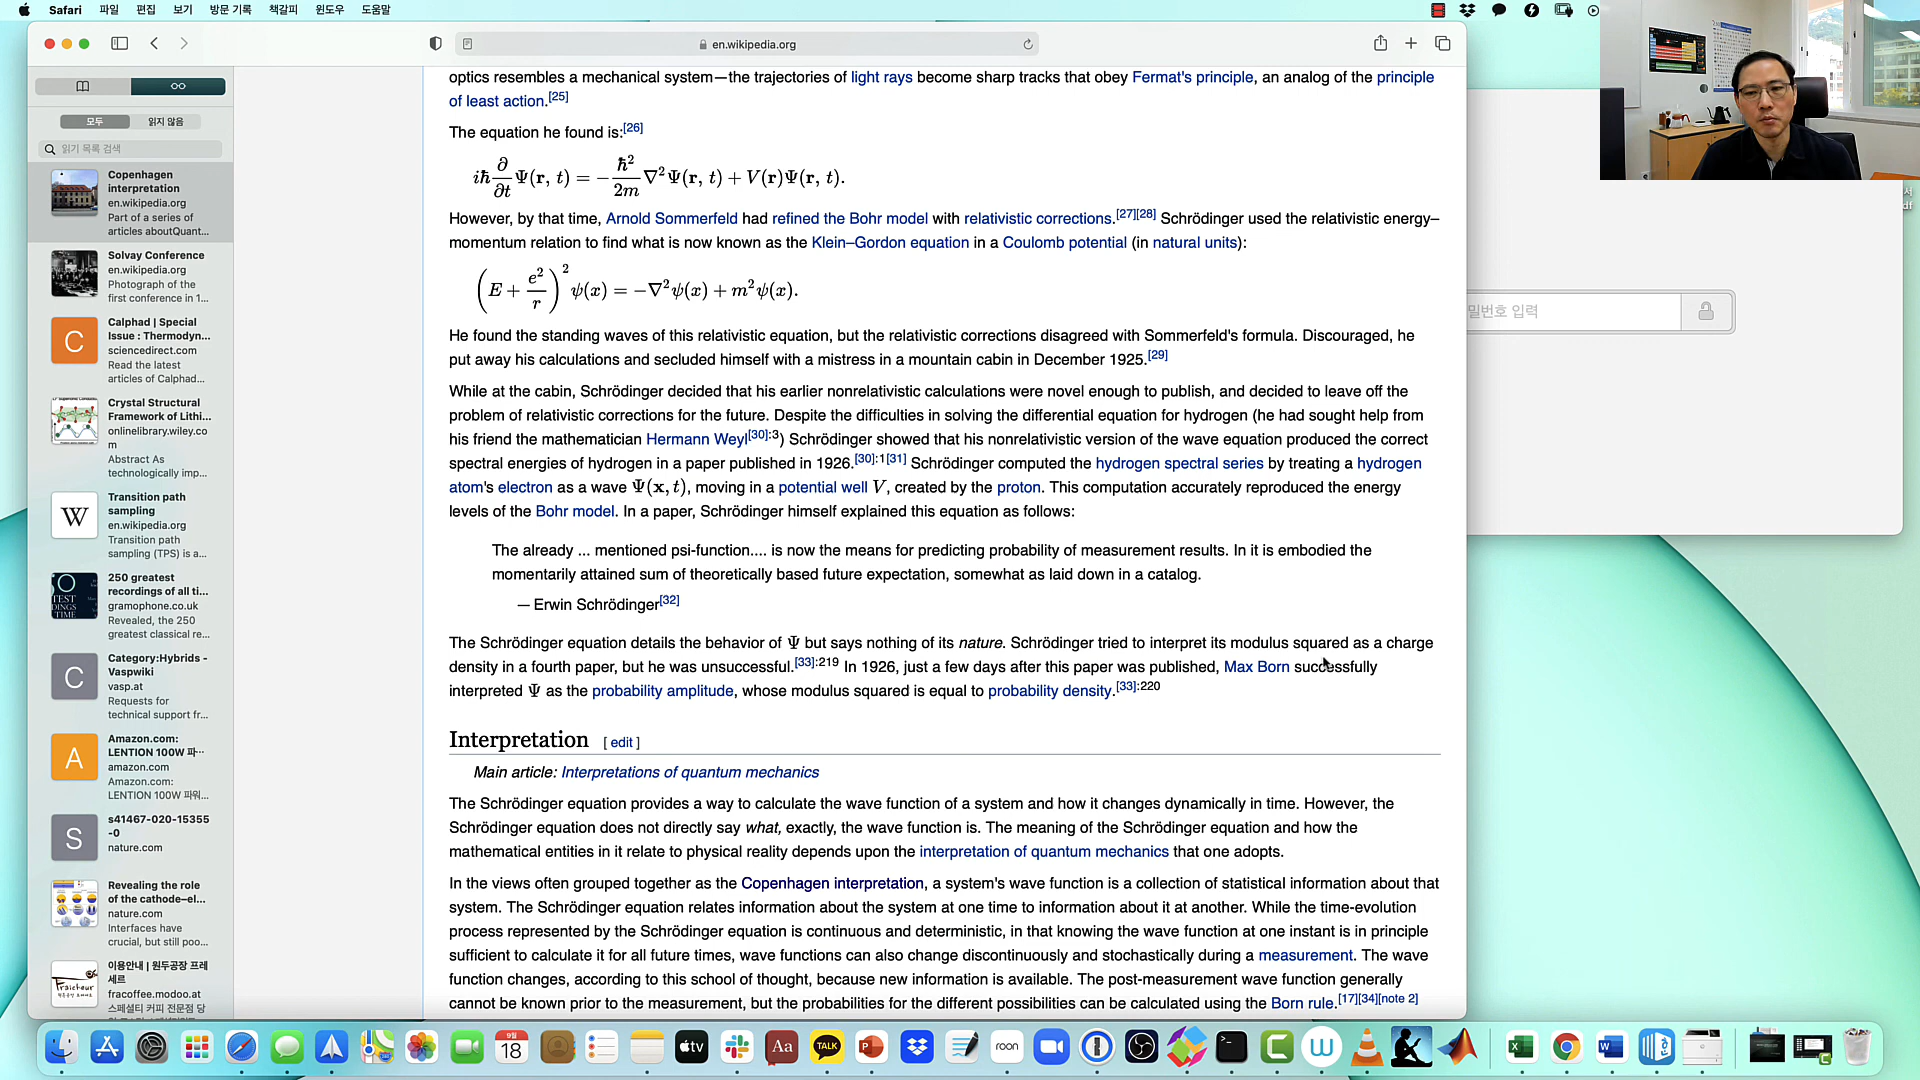 Safari 파일 편집 보기 방문 기록 책갈피 윈도우 도움말
en.wikipedia.org
모두 읽지 않음
읽기 목록 검색
Copenhagen
interpretation
en.wikipedia.org
Part of a series of
articles aboutQuant...
Solvay Conference
en.wikipedia.org
Photograph of the
first conference in 1...
C
Calphad | Special
Issue : Thermodyn...
sciencedirect.com
Read the latest
articles of Calphad...
Crystal Structural
Framework of Lithi...
onlinelibrary.wiley.co
m
Abstract As
technologically imp...
W
Transition path
sampling
en.wikipedia.org
Transition path
sampling (TPS) is a...
250 greatest
recordings of all ti...
gramophone.co.uk
Revealed, the 250
greatest classical re...
C
Category:Hybrids -
Vaspwiki
vasp.at
Requests for
technical support fr...
A
Amazon.com:
LENTION 100W 파...
amazon.com
Amazon.com:
LENTION 100W 파워...
S
s41467-020-15355
-0
nature.com
Revealing the role
of the cathode–el...
nature.com
Interfaces have
crucial, but still poo...
이용안내 | 원두공장 프레
세르
fracoffee.modoo.at
스페셜티 커피 전문점 당
optics resembles a mechanical system—the trajectories of light rays become sharp tracks that obey Fermat's principle, an analog of the principle
of least action.[25]
The equation he found is:[26]
iħ ∂/∂t Ψ(r, t) = −ħ²/2m ∇²Ψ(r, t) + V(r)Ψ(r, t).
However, by that time, Arnold Sommerfeld had refined the Bohr model with relativistic corrections.[27][28] Schrödinger used the relativistic energy–
momentum relation to find what is now known as the Klein–Gordon equation in a Coulomb potential (in natural units):
(E + e²/r)² ψ(x) = −∇²ψ(x) + m²ψ(x).
He found the standing waves of this relativistic equation, but the relativistic corrections disagreed with Sommerfeld's formula. Discouraged, he
put away his calculations and secluded himself with a mistress in a mountain cabin in December 1925.[29]
While at the cabin, Schrödinger decided that his earlier nonrelativistic calculations were novel enough to publish, and decided to leave off the
problem of relativistic corrections for the future. Despite the difficulties in solving the differential equation for hydrogen (he had sought help from
his friend the mathematician Hermann Weyl[30]:3) Schrödinger showed that his nonrelativistic version of the wave equation produced the correct
spectral energies of hydrogen in a paper published in 1926.[30]:1[31] Schrödinger computed the hydrogen spectral series by treating a hydrogen
atom's electron as a wave Ψ(x, t), moving in a potential well V, created by the proton. This computation accurately reproduced the energy
levels of the Bohr model. In a paper, Schrödinger himself explained this equation as follows:
The already ... mentioned psi-function.... is now the means for predicting probability of measurement results. In it is embodied the
momentarily attained sum of theoretically based future expectation, somewhat as laid down in a catalog.
— Erwin Schrödinger[32]
The Schrödinger equation details the behavior of Ψ but says nothing of its nature. Schrödinger tried to interpret its modulus squared as a charge
density in a fourth paper, but he was unsuccessful.[33]:219 In 1926, just a few days after this paper was published, Max Born successfully
interpreted Ψ as the probability amplitude, whose modulus squared is equal to probability density.[33]:220
Interpretation [ edit ]
Main article: Interpretations of quantum mechanics
The Schrödinger equation provides a way to calculate the wave function of a system and how it changes dynamically in time. However, the
Schrödinger equation does not directly say what, exactly, the wave function is. The meaning of the Schrödinger equation and how the
mathematical entities in it relate to physical reality depends upon the interpretation of quantum mechanics that one adopts.
In the views often grouped together as the Copenhagen interpretation, a system's wave function is a collection of statistical information about that
system. The Schrödinger equation relates information about the system at one time to information about it at another. While the time-evolution
process represented by the Schrödinger equation is continuous and deterministic, in that knowing the wave function at one instant is in principle
sufficient to calculate it for all future times, wave functions can also change discontinuously and stochastically during a measurement. The wave
function changes, according to this school of thought, because new information is available. The post-measurement wave function generally
cannot be known prior to the measurement, but the probabilities for the different possibilities can be calculated using the Born rule.[17][34][note 2]
밀번호 입력
서
df
9월
18
tv
Aa
TALK
P
roon
C
W
X
W